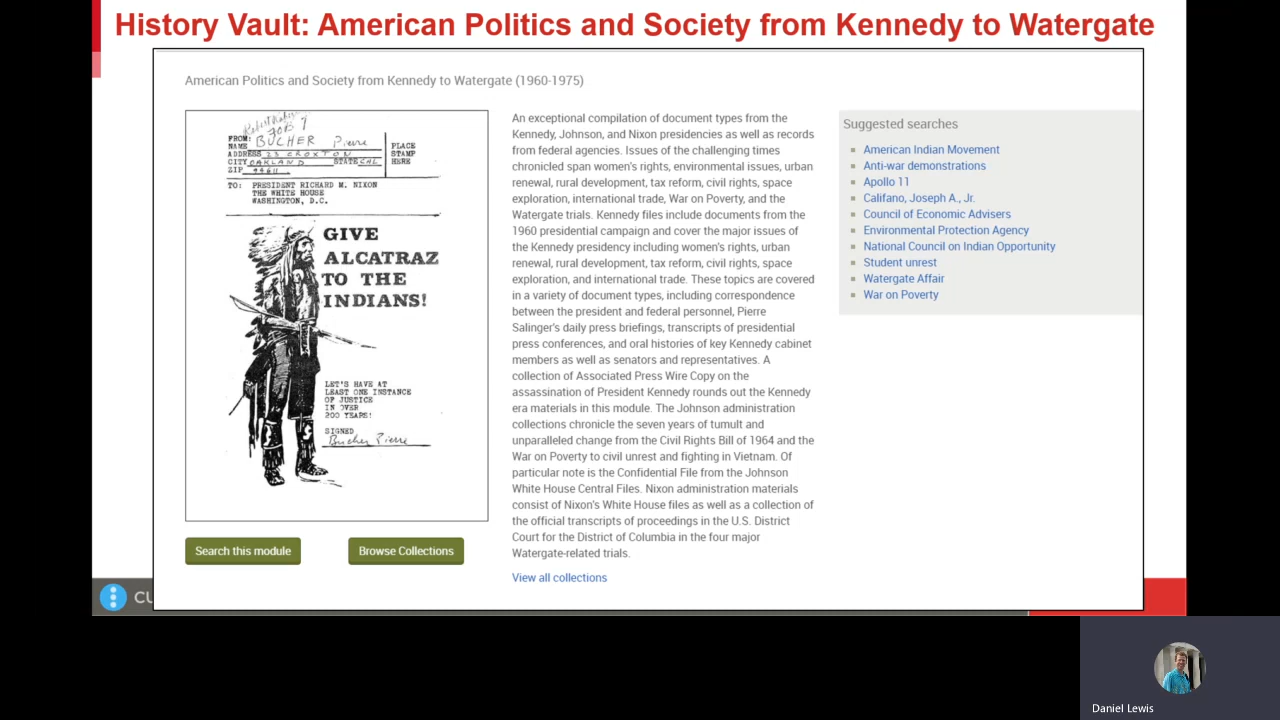 History Vault: American Politics and Society from Kennedy to Watergate
American Politics and Society from Kennedy to Watergate (1960-1975)
JOB 7
FROM:
NAME BUCHER Pierre
ADDRESS 23 CROXTON
CITY OAKLAND STATE CAL
ZIP 94611
PLACE
STAMP
HERE
TO: PRESIDENT RICHARD M. NIXON
THE WHITE HOUSE
WASHINGTON, D.C.
GIVE
ALCATRAZ
TO THE
INDIANS!
LET'S HAVE AT
LEAST ONE INSTANCE
OF JUSTICE
IN OVER
200 YEARS!
SIGNED
Bucher Pierre
Search this module
Browse Collections
An exceptional compilation of document types from the
Kennedy, Johnson, and Nixon presidencies as well as records
from federal agencies. Issues of the challenging times
chronicled span women's rights, environmental issues, urban
renewal, rural development, tax reform, civil rights, space
exploration, international trade, War on Poverty, and the
Watergate trials. Kennedy files include documents from the
1960 presidential campaign and cover the major issues of
the Kennedy presidency including women's rights, urban
renewal, rural development, tax reform, civil rights, space
exploration, and international trade. These topics are covered
in a variety of document types, including correspondence
between the president and federal personnel, Pierre
Salinger's daily press briefings, transcripts of presidential
press conferences, and oral histories of key Kennedy cabinet
members as well as senators and representatives. A
collection of Associated Press Wire Copy on the
assassination of President Kennedy rounds out the Kennedy
era materials in this module. The Johnson administration
collections chronicle the seven years of tumult and
unparalleled change from the Civil Rights Bill of 1964 and the
War on Poverty to civil unrest and fighting in Vietnam. Of
particular note is the Confidential File from the Johnson
White House Central Files. Nixon administration materials
consist of Nixon's White House files as well as a collection of
the official transcripts of proceedings in the U.S. District
Court for the District of Columbia in the four major
Watergate-related trials.
View all collections
Suggested searches
American Indian Movement
Anti-war demonstrations
Apollo 11
Califano, Joseph A., Jr.
Council of Economic Advisers
Environmental Protection Agency
National Council on Indian Opportunity
Student unrest
Watergate Affair
War on Poverty
Daniel Lewis